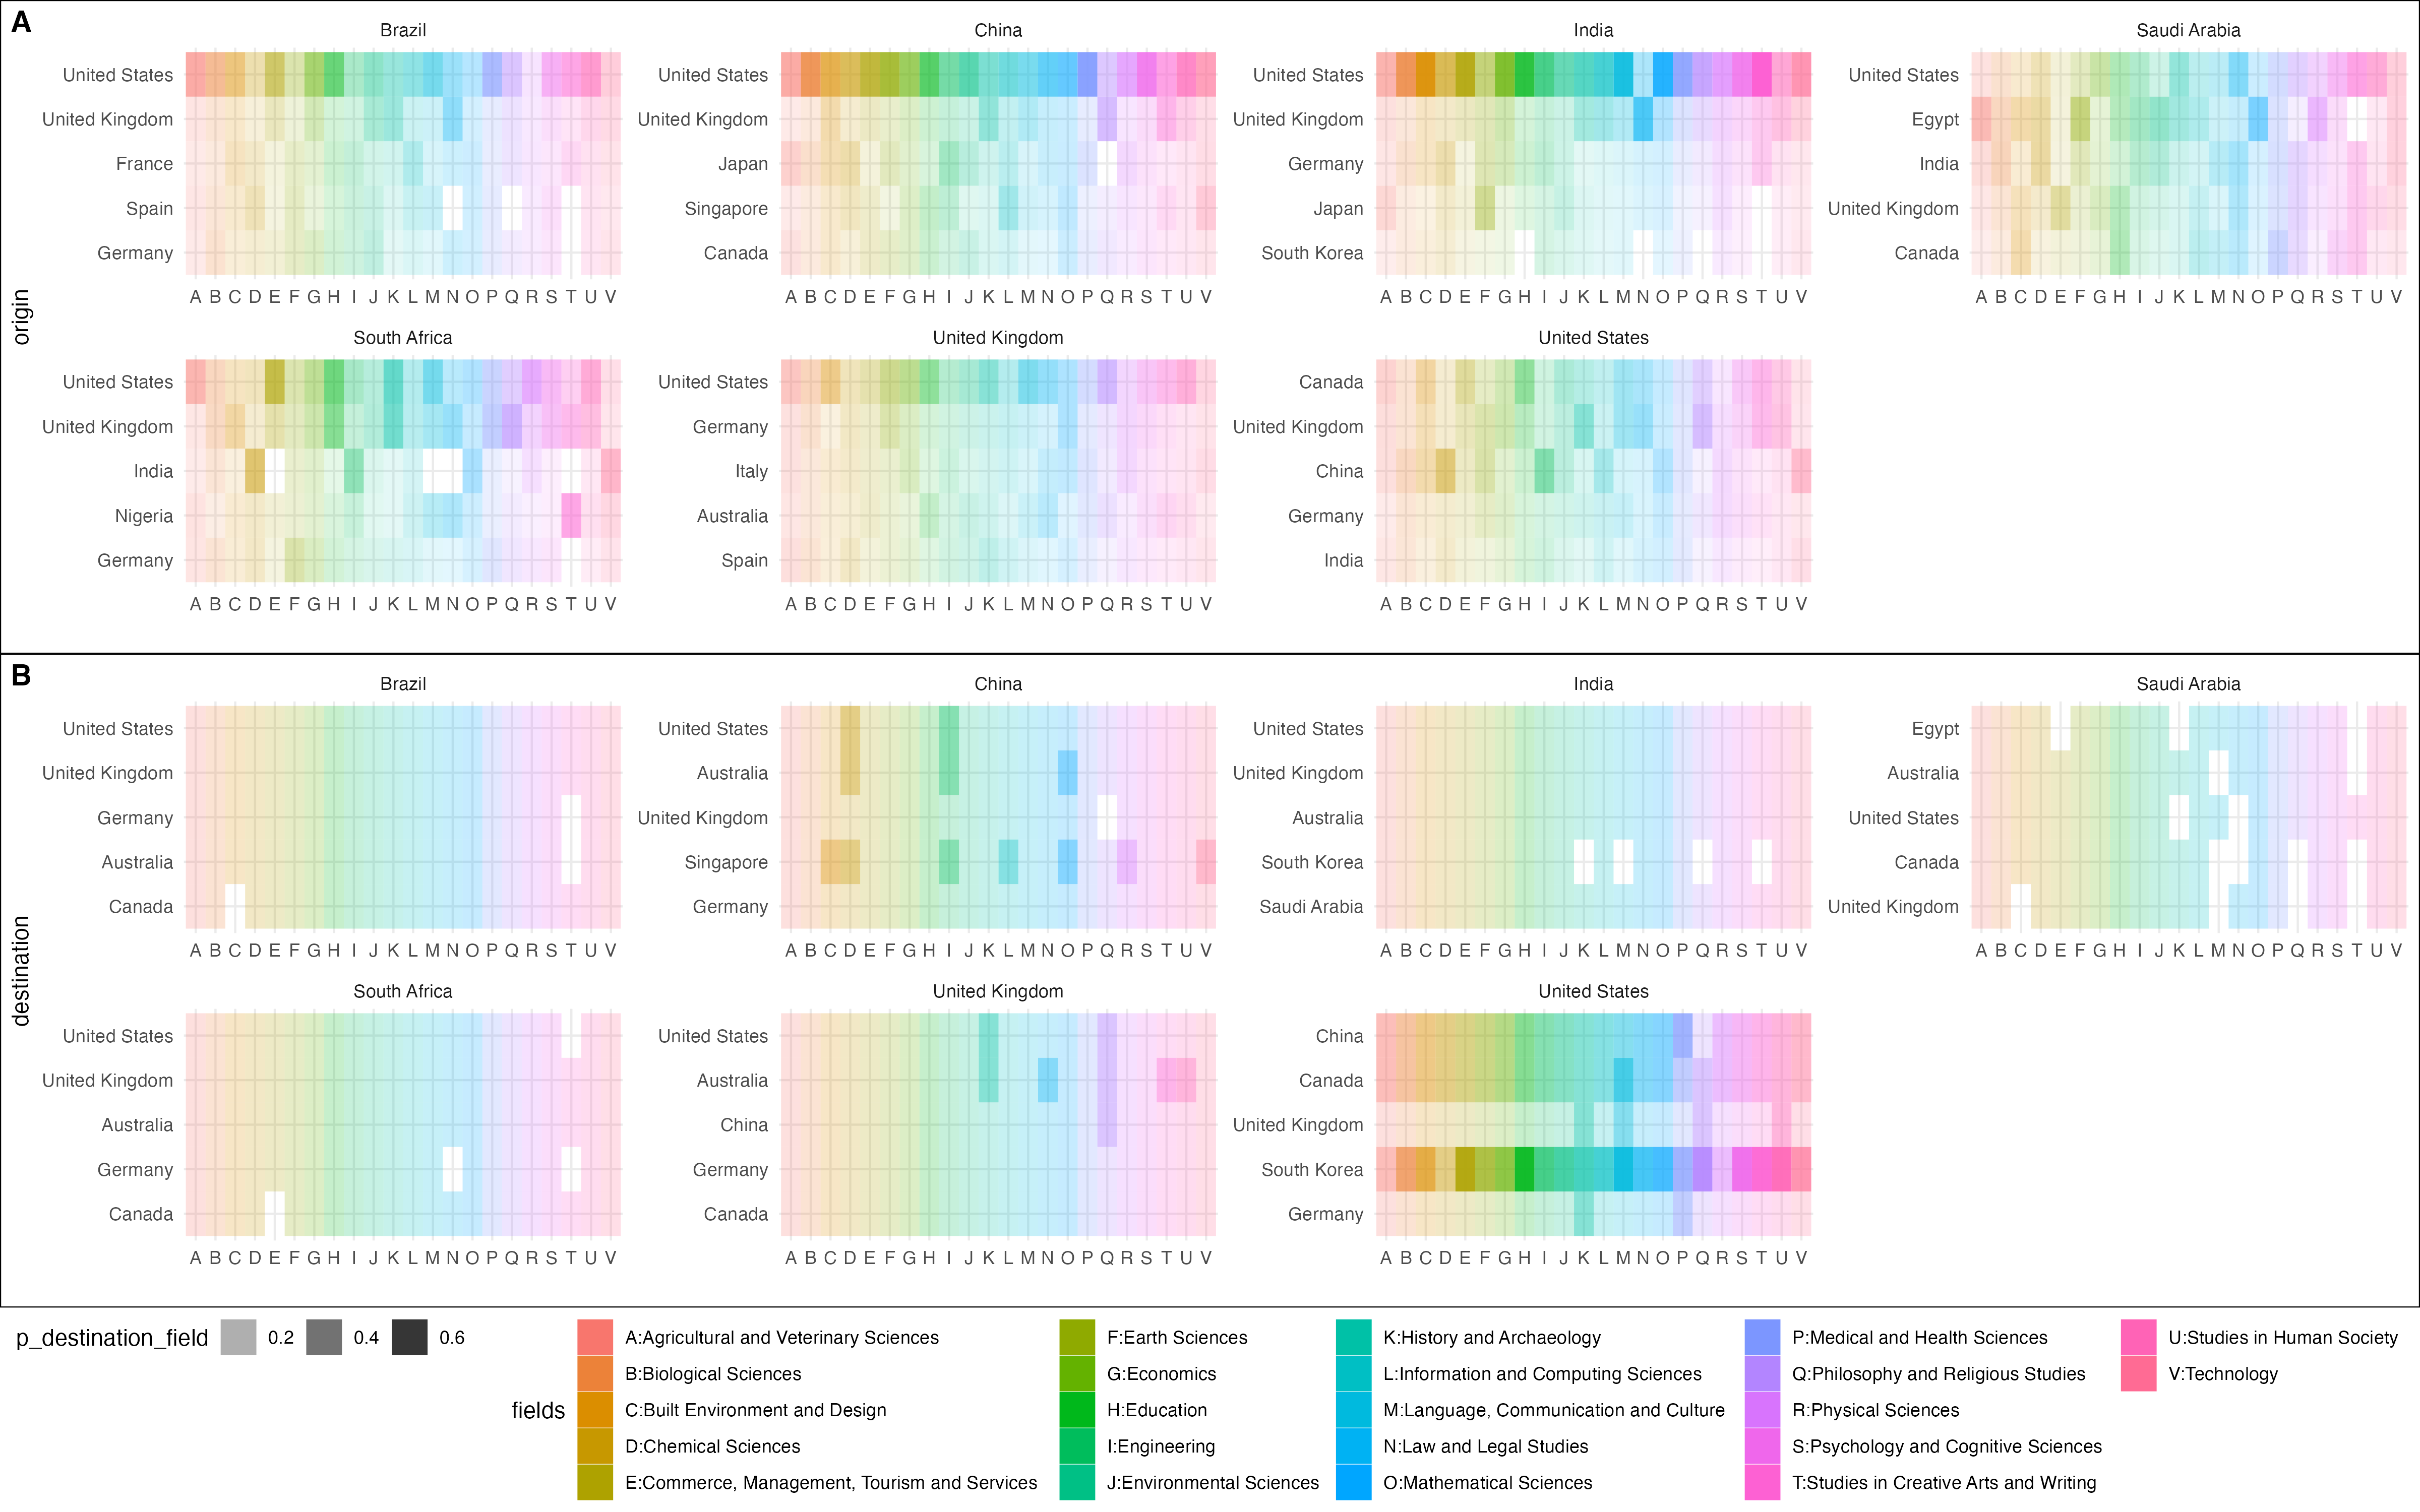 A
Brazil China India Saudi Arabia
United States United States United States United States
United Kingdom United Kingdom United Kingdom Egypt
France Japan Germany India
Spain Singapore Japan United Kingdom
Germany Canada South Korea Canada
A B C D E F G H I J K L M N O P Q R S T U V A B C D E F G H I J K L M N O P Q R S T U V A B C D E F G H I J K L M N O P Q R S T U V A B C D E F G H I J K L M N O P Q R S T U V
origin
South Africa United Kingdom United States
United States United States Canada
United Kingdom Germany United Kingdom
India Italy China
Nigeria Australia Germany
Germany Spain India
A B C D E F G H I J K L M N O P Q R S T U V A B C D E F G H I J K L M N O P Q R S T U V A B C D E F G H I J K L M N O P Q R S T U V
B
Brazil China India Saudi Arabia
United States United States United States Egypt
United Kingdom Australia United Kingdom Australia
Germany United Kingdom Australia United States
Australia Singapore South Korea Canada
Canada Germany Saudi Arabia United Kingdom
A B C D E F G H I J K L M N O P Q R S T U V A B C D E F G H I J K L M N O P Q R S T U V A B C D E F G H I J K L M N O P Q R S T U V A B C D E F G H I J K L M N O P Q R S T U V
destination
South Africa United Kingdom United States
United States United States China
United Kingdom Australia Canada
Australia China United Kingdom
Germany Germany South Korea
Canada Canada Germany
A B C D E F G H I J K L M N O P Q R S T U V A B C D E F G H I J K L M N O P Q R S T U V A B C D E F G H I J K L M N O P Q R S T U V
p_destination_field 0.2 0.4 0.6
fields
A:Agricultural and Veterinary Sciences
B:Biological Sciences
C:Built Environment and Design
D:Chemical Sciences
E:Commerce, Management, Tourism and Services
F:Earth Sciences
G:Economics
H:Education
I:Engineering
J:Environmental Sciences
K:History and Archaeology
L:Information and Computing Sciences
M:Language, Communication and Culture
N:Law and Legal Studies
O:Mathematical Sciences
P:Medical and Health Sciences
Q:Philosophy and Religious Studies
R:Physical Sciences
S:Psychology and Cognitive Sciences
T:Studies in Creative Arts and Writing
U:Studies in Human Society
V:Technology